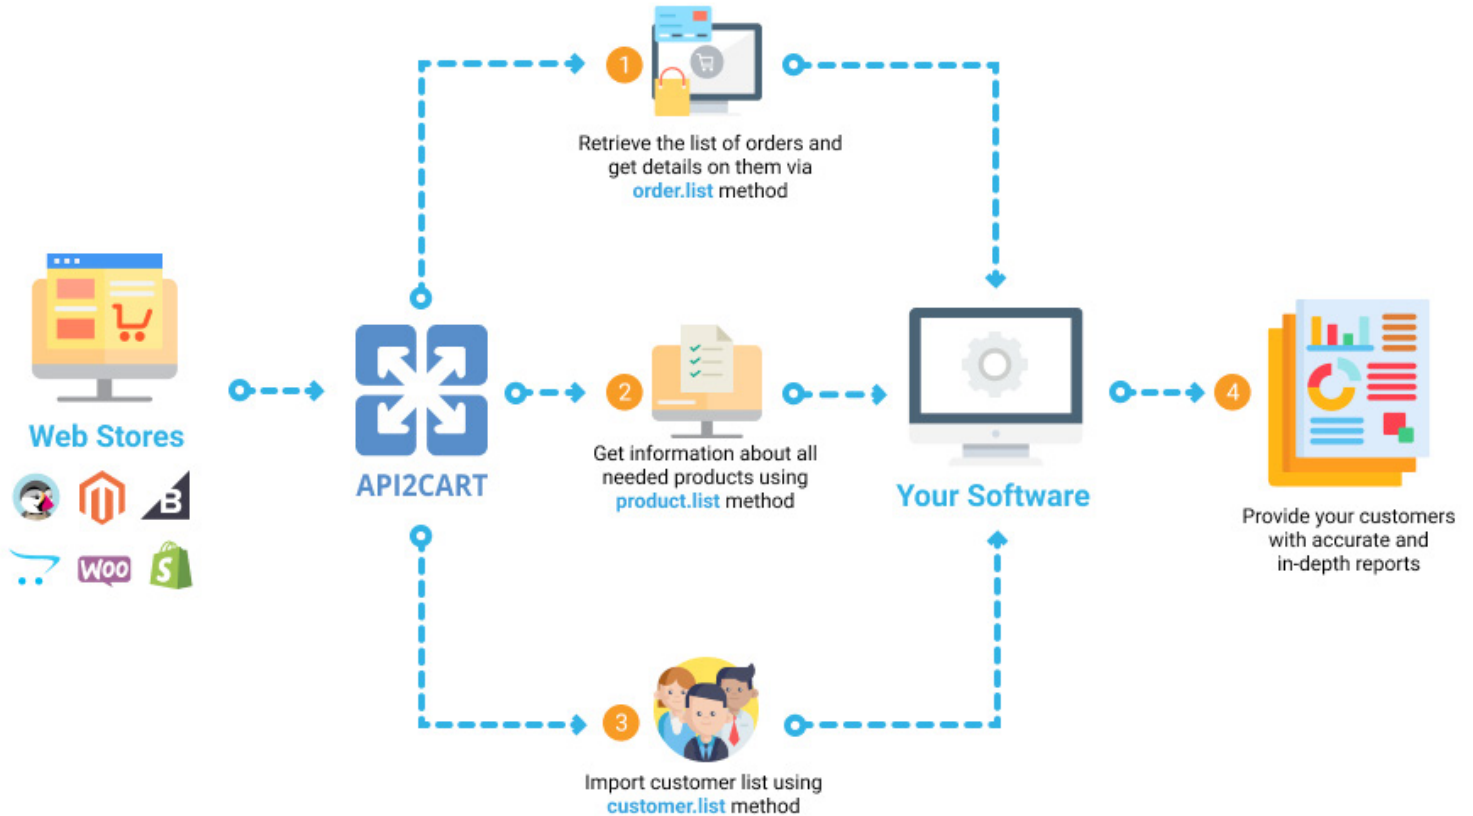 1
Retrieve the list of orders and
get details on them via
order.list method
Web Stores
B
WOO
S
API2CART
2
Get information about all
needed products using
product.list method
Your Software
4
Provide your customers
with accurate and
in-depth reports
3
Import customer list using
customer.list method